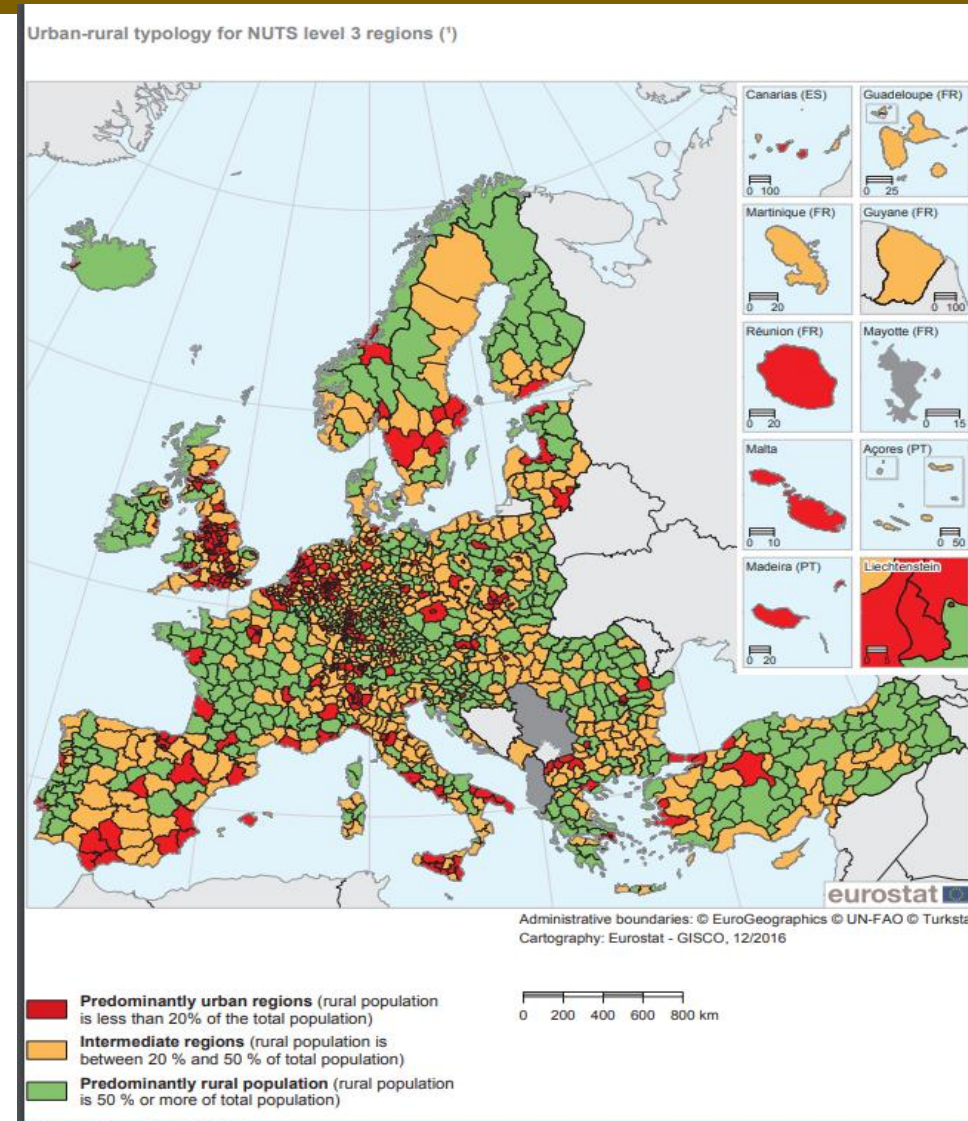 Urban-rural typology for NUTS level 3 regions (¹)
Canarias (ES)
0 100
Guadeloupe (FR)
0 25
Martinique (FR)
0 20
Guyane (FR)
0 100
Réunion (FR)
0 20
Mayotte (FR)
0 15
Malta
0 10
Açores (PT)
0 50
Madeira (PT)
0 20
Liechtenstein
0 5
eurostat
Administrative boundaries: © EuroGeographics © UN-FAO © Turksta
Cartography: Eurostat - GISCO, 12/2016
Predominantly urban regions (rural population
is less than 20% of the total population)
Intermediate regions (rural population is
between 20 % and 50 % of total population)
Predominantly rural population (rural population
is 50 % or more of total population)
0 200 400 600 800 km